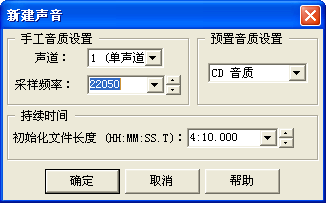 新建声音
手工音质设置
声道： 1 (单声道
采样频率： 22050
预置音质设置
CD 音质
持续时间
初始化文件长度 (HH:MM:SS.T)： 4:10.000
确定 取消 帮助